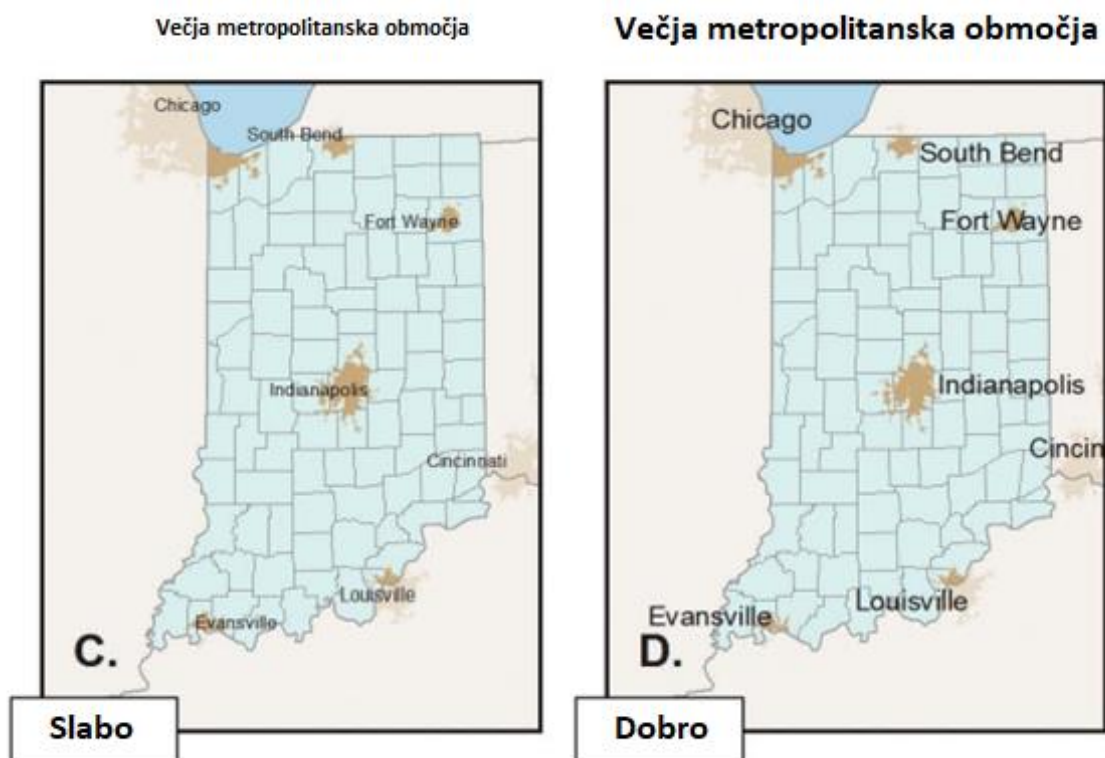 Večja metropolitanska območja
Chicago
South Bend
Fort Wayne
Indianapolis
Cincinnati
Louisville
Evansville
C.
Slabo
Večja metropolitanska območja
Chicago
South Bend
Fort Wayne
Indianapolis
Cincin
Louisville
Evansville
D.
Dobro